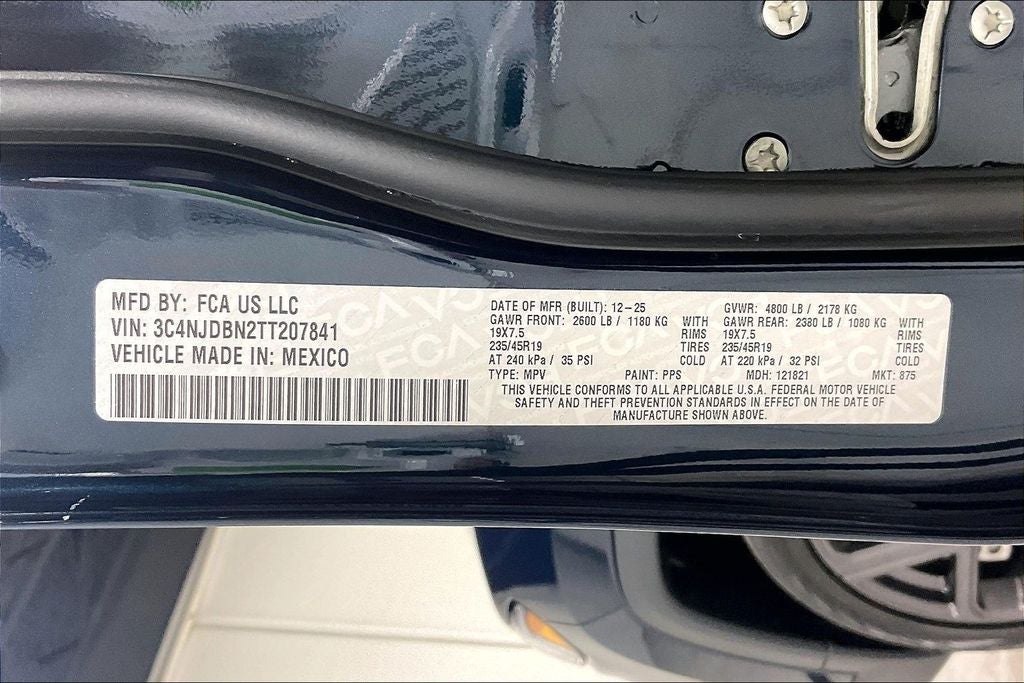 MFD BY: FCA US LLC
VIN: 3C4NJDBN2TT207841
VEHICLE MADE IN: MEXICO
DATE OF MFR (BUILT): 12-25 GVWR: 4800 LB / 2178 KG
GAWR FRONT: 2600 LB / 1180 KG WITH GAWR REAR: 2380 LB / 1080 KG WITH
19X7.5 RIMS 19X7.5 RIMS
235/45R19 TIRES 235/45R19 TIRES
AT 240 kPa / 35 PSI COLD AT 220 kPa / 32 PSI COLD
TYPE: MPV PAINT: PPS MDH: 121821 MKT: 875
THIS VEHICLE CONFORMS TO ALL APPLICABLE U.S.A. FEDERAL MOTOR VEHICLE
SAFETY AND THEFT PREVENTION STANDARDS IN EFFECT ON THE DATE OF
MANUFACTURE SHOWN ABOVE.